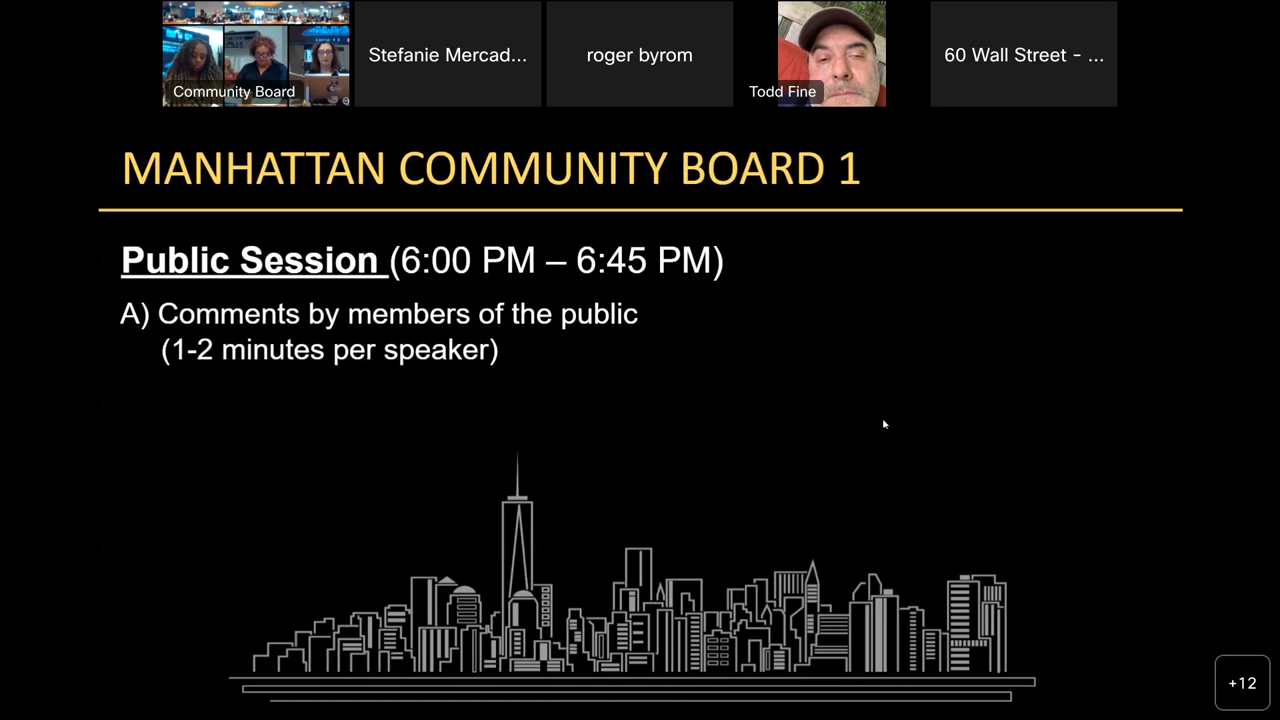 Community Board
Stefanie Mercad...
roger byrom
Todd Fine
60 Wall Street - ...
MANHATTAN COMMUNITY BOARD 1
Public Session (6:00 PM – 6:45 PM)
A) Comments by members of the public
(1-2 minutes per speaker)
+12